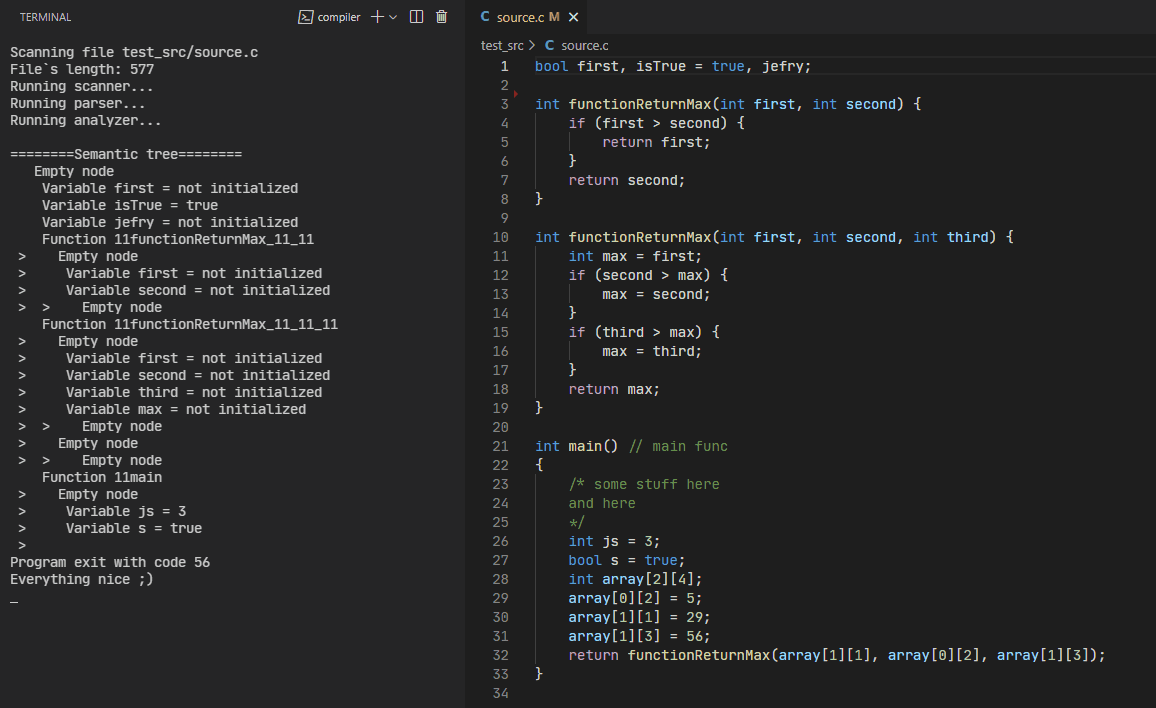 TERMINAL
compiler
Scanning file test_src/source.c
File`s length: 577
Running scanner...
Running parser...
Running analyzer...
========Semantic tree========
   Empty node
    Variable first = not initialized
    Variable isTrue = true
    Variable jefry = not initialized
    Function 11functionReturnMax_11_11
 >    Empty node
 >     Variable first = not initialized
 >     Variable second = not initialized
 >  >    Empty node
    Function 11functionReturnMax_11_11_11
 >    Empty node
 >     Variable first = not initialized
 >     Variable second = not initialized
 >     Variable third = not initialized
 >     Variable max = not initialized
 >  >    Empty node
 >    Empty node
 >  >    Empty node
    Function 11main
 >    Empty node
 >     Variable js = 3
 >     Variable s = true
 >
Program exit with code 56
Everything nice ;)
_
C source.c M ×
test_src > C source.c
1 bool first, isTrue = true, jefry;
2
3 int functionReturnMax(int first, int second) {
4     if (first > second) {
5         return first;
6     }
7     return second;
8 }
9
10 int functionReturnMax(int first, int second, int third) {
11     int max = first;
12     if (second > max) {
13         max = second;
14     }
15     if (third > max) {
16         max = third;
17     }
18     return max;
19 }
20
21 int main() // main func
22 {
23     /* some stuff here
24     and here
25     */
26     int js = 3;
27     bool s = true;
28     int array[2][4];
29     array[0][2] = 5;
30     array[1][1] = 29;
31     array[1][3] = 56;
32     return functionReturnMax(array[1][1], array[0][2], array[1][3]);
33 }
34